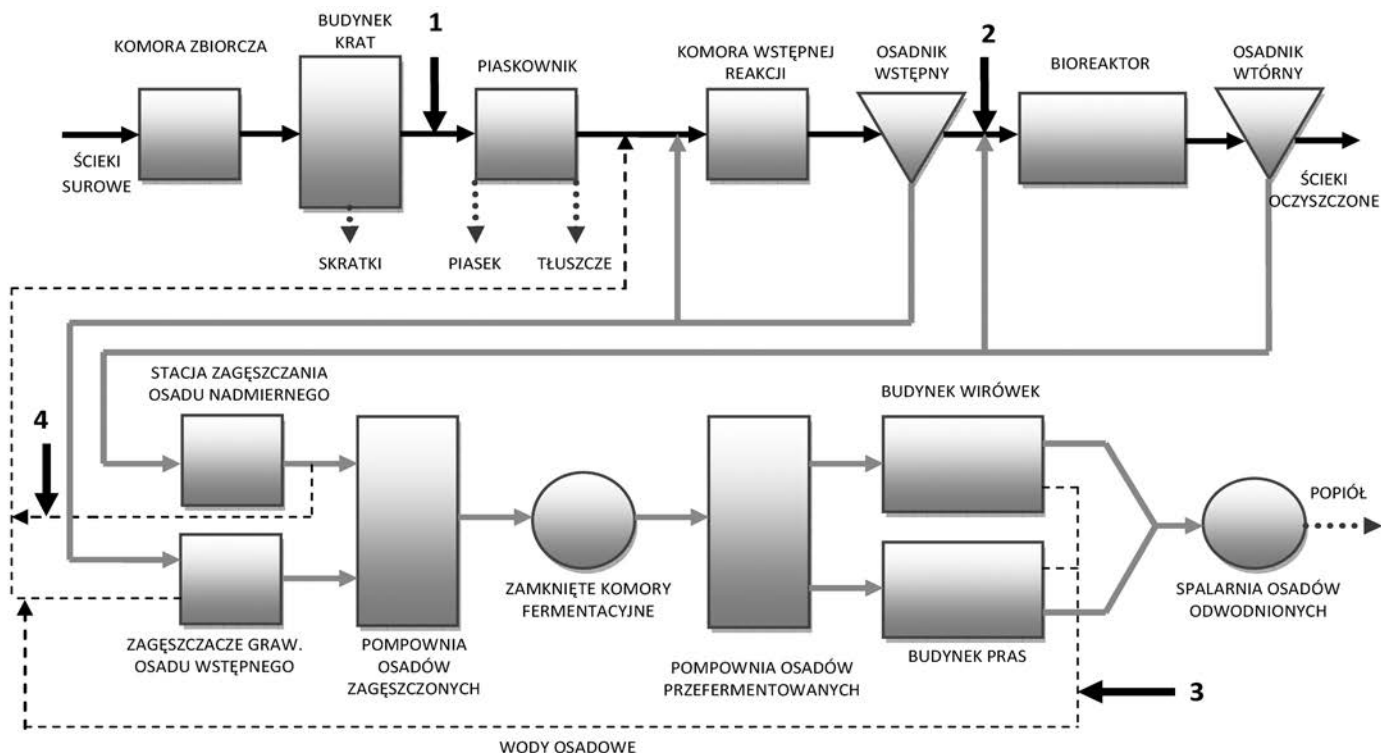 KOMORA ZBIORCZA
BUDYNEK
KRAT
1
PIASKOWNIK
KOMORA WSTĘPNEJ
REAKCJI
OSADNIK
WSTĘPNY
2
BIOREAKTOR
OSADNIK
WTÓRNY
ŚCIEKI
SUROWE
ŚCIEKI
OCZYSZCZONE
SKRATKI
PIASEK
TŁUSZCZE
STACJA ZAGĘSZCZANIA
OSADU NADMIERNEGO
BUDYNEK WIRÓWEK
4
POPIÓŁ
ZAMKNIĘTE KOMORY
FERMENTACYJNE
SPALARNIA OSADÓW
ODWODNIONYCH
ZAGĘSZCZACZE GRAW.
OSADU WSTĘPNEGO
POMPOWNIA
OSADÓW
ZAGĘSZCZONYCH
POMPOWNIA OSADÓW
PRZEFERMENTOWANYCH
BUDYNEK PRAS
3
WODY OSADOWE